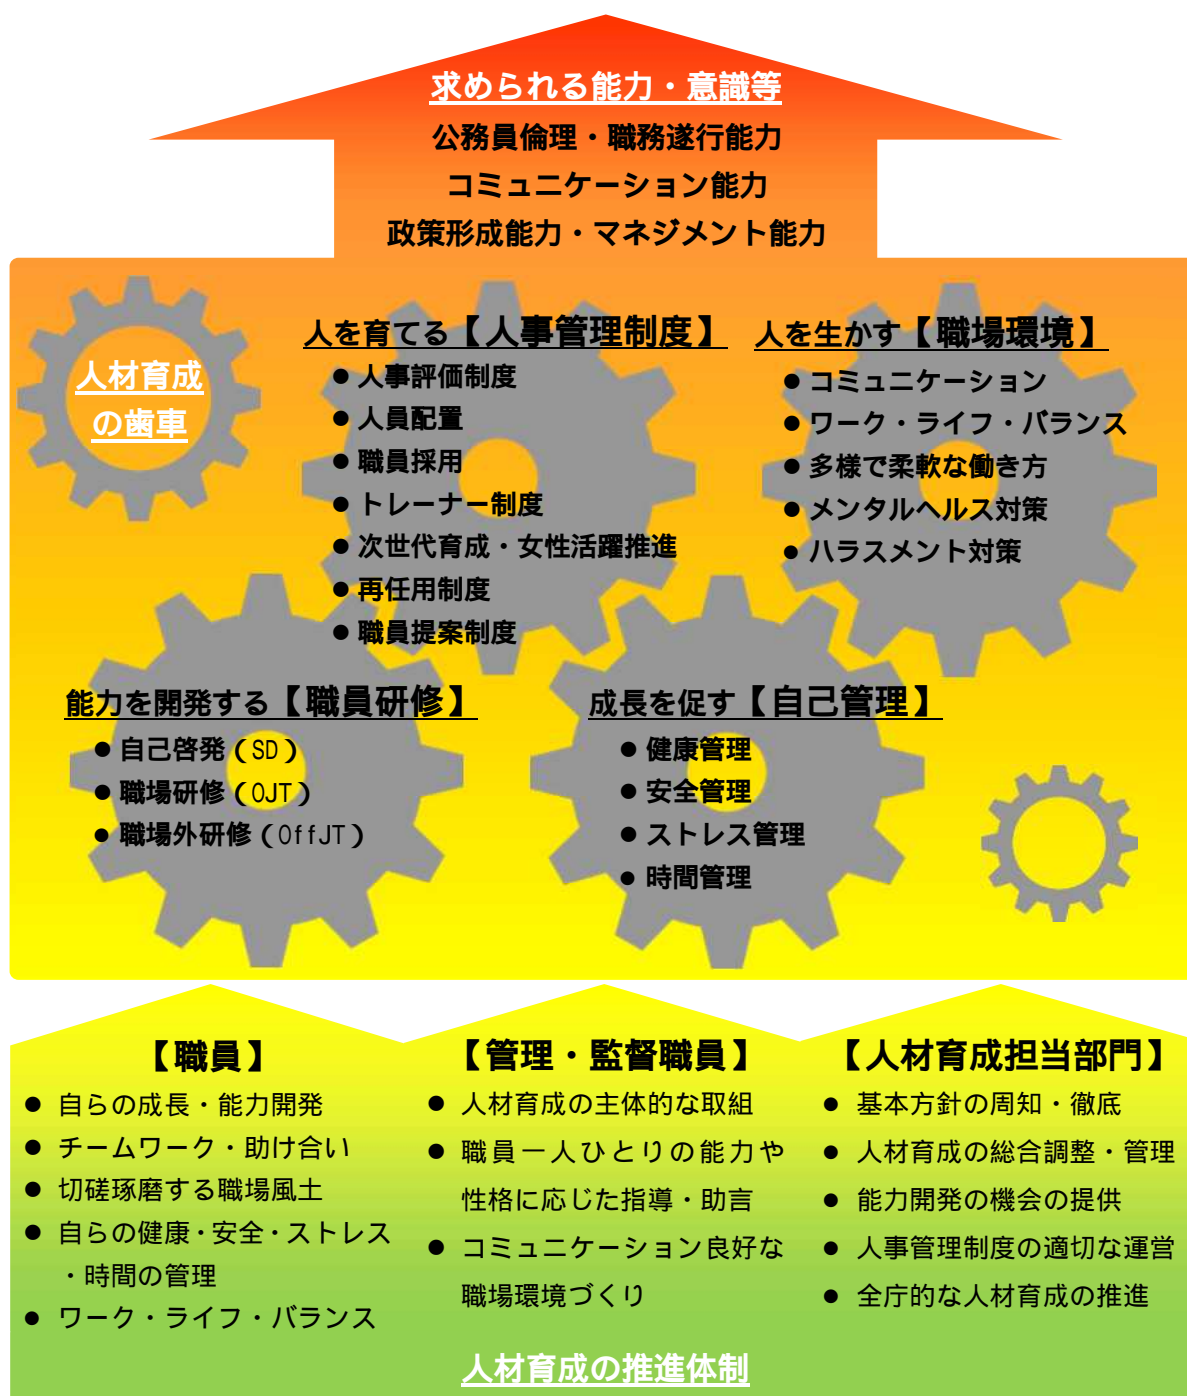 求められる能力・意識等
公務員倫理・職務遂行能力
コミュニケーション能力
政策形成能力・マネジメント能力
人材育成
の歯車
人を育てる【人事管理制度】
● 人事評価制度
● 人員配置
● 職員採用
● トレーナー制度
● 次世代育成・女性活躍推進
● 再任用制度
● 職員提案制度
人を生かす【職場環境】
● コミュニケーション
● ワーク・ライフ・バランス
● 多様で柔軟な働き方
● メンタルヘルス対策
● ハラスメント対策
能力を開発する【職員研修】
● 自己啓発(SD)
● 職場研修(OJT)
● 職場外研修(OffJT)
成長を促す【自己管理】
● 健康管理
● 安全管理
● ストレス管理
● 時間管理
【職員】
● 自らの成長・能力開発
● チームワーク・助け合い
● 切磋琢磨する職場風土
● 自らの健康・安全・ストレス
・時間の管理
● ワーク・ライフ・バランス
【管理・監督職員】
● 人材育成の主体的な取組
● 職員一人ひとりの能力や
性格に応じた指導・助言
● コミュニケーション良好な
職場環境づくり
【人材育成担当部門】
● 基本方針の周知・徹底
● 人材育成の総合調整・管理
● 能力開発の機会の提供
● 人事管理制度の適切な運営
● 全庁的な人材育成の推進
人材育成の推進体制